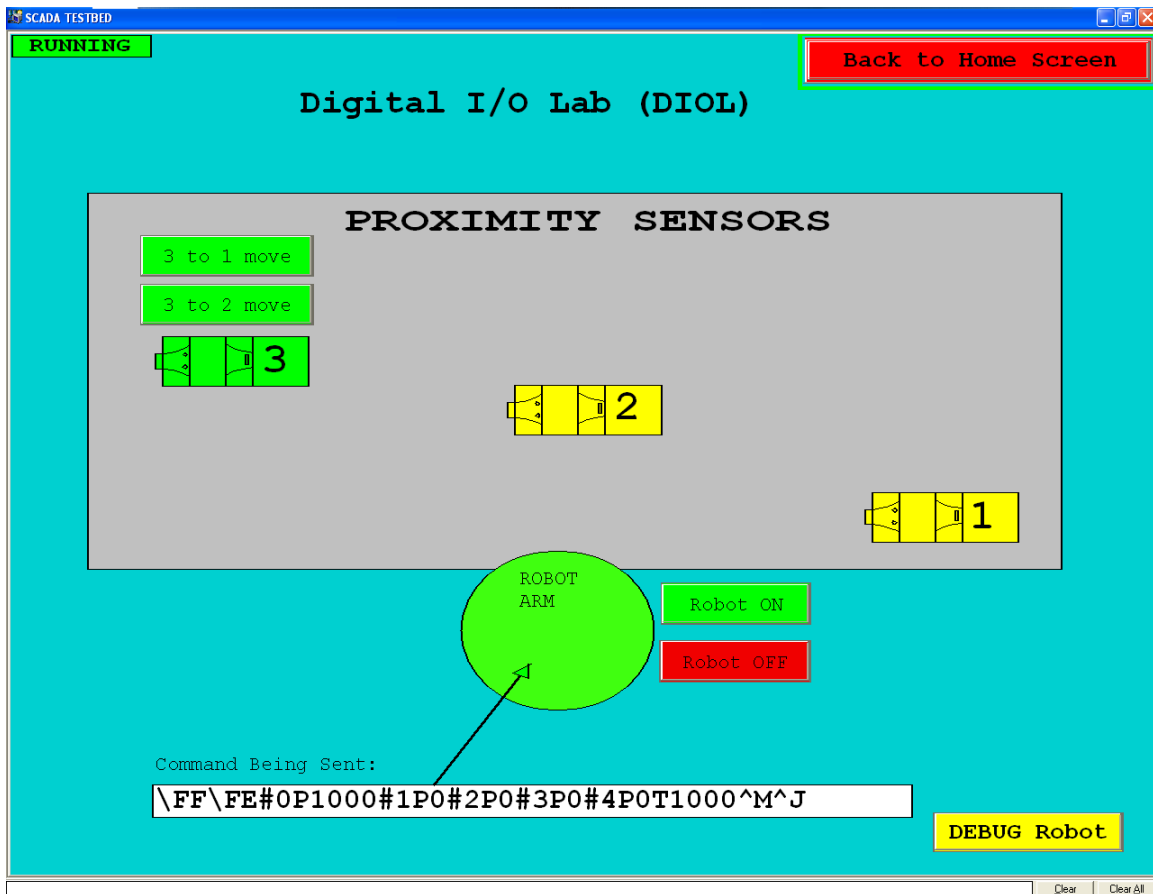 SCADA TESTBED
RUNNING
Back to Home Screen
Digital I/O Lab (DIOL)
PROXIMITY SENSORS
3 to 1 move
3 to 2 move
3
2
1
ROBOT
ARM
Robot ON
Robot OFF
Command Being Sent:
\FF\FE#0P1000#1P0#2P0#3P0#4P0T1000^M^J
DEBUG Robot
Clear
Clear All